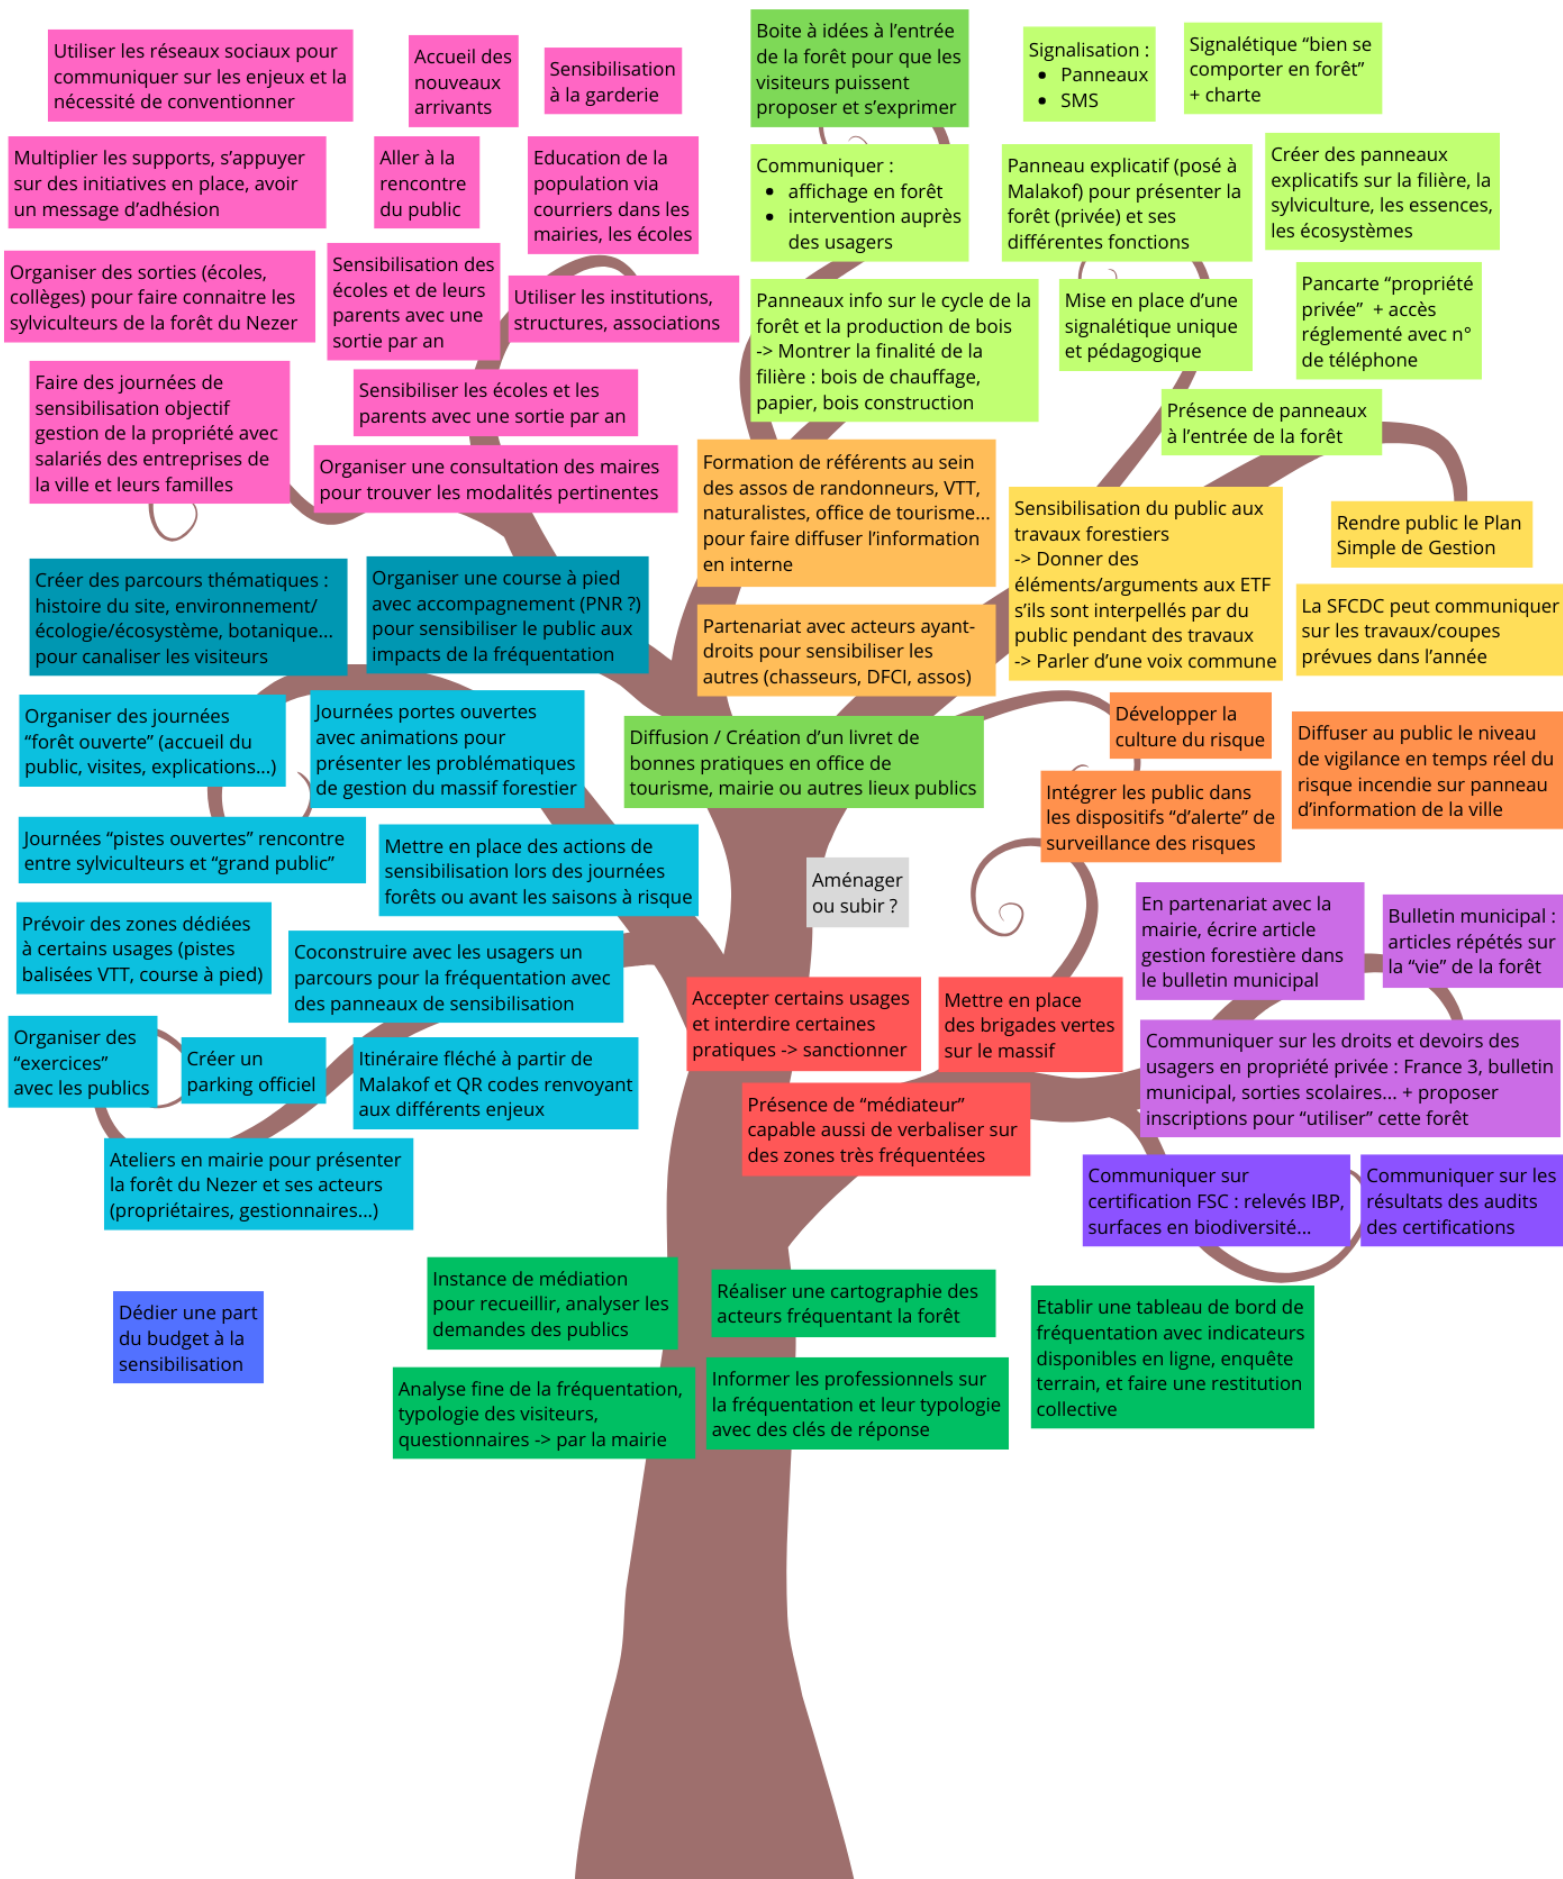 Utiliser les réseaux sociaux pour
communiquer sur les enjeux et la
nécessité de conventionner
Accueil des
nouveaux
arrivants
Sensibilisation
à la garderie
Boite à idées à l’entrée
de la forêt pour que les
visiteurs puissent
proposer et s’exprimer
Signalisation :
• Panneaux
• SMS
Signalétique “bien se
comporter en forêt”
+ charte
Multiplier les supports, s’appuyer
sur des initiatives en place, avoir
un message d’adhésion
Aller à la
rencontre
du public
Education de la
population via
courriers dans les
mairies, les écoles
Communiquer :
• affichage en forêt
• intervention auprès
des usagers
Panneau explicatif (posé à
Malakof) pour présenter la
forêt (privée) et ses
différentes fonctions
Créer des panneaux
explicatifs sur la filière, la
sylviculture, les essences,
les écosystèmes
Organiser des sorties (écoles,
collèges) pour faire connaitre les
sylviculteurs de la forêt du Nezer
Sensibilisation des
écoles et de leurs
parents avec une
sortie par an
Utiliser les institutions,
structures, associations
Panneaux info sur le cycle de la
forêt et la production de bois
-> Montrer la finalité de la
filière : bois de chauffage,
papier, bois construction
Mise en place d’une
signalétique unique
et pédagogique
Pancarte “propriété
privée”  + accès
réglementé avec n°
de téléphone
Faire des journées de
sensibilisation objectif
gestion de la propriété avec
salariés des entreprises de
la ville et leurs familles
Sensibiliser les écoles et les
parents avec une sortie par an
Présence de panneaux
à l’entrée de la forêt
Organiser une consultation des maires
pour trouver les modalités pertinentes
Formation de référents au sein
des assos de randonneurs, VTT,
naturalistes, office de tourisme...
pour faire diffuser l’information
en interne
Sensibilisation du public aux
travaux forestiers
-> Donner des
éléments/arguments aux ETF
s’ils sont interpellés par du
public pendant des travaux
-> Parler d’une voix commune
Rendre public le Plan
Simple de Gestion
Créer des parcours thématiques :
histoire du site, environnement/
écologie/écosystème, botanique...
pour canaliser les visiteurs
Organiser une course à pied
avec accompagnement (PNR ?)
pour sensibiliser le public aux
impacts de la fréquentation
Partenariat avec acteurs ayant-
droits pour sensibiliser les
autres (chasseurs, DFCI, assos)
La SFCDC peut communiquer
sur les travaux/coupes
prévues dans l’année
Organiser des journées
“forêt ouverte” (accueil du
public, visites, explications...)
Journées portes ouvertes
avec animations pour
présenter les problématiques
de gestion du massif forestier
Diffusion / Création d’un livret de
bonnes pratiques en office de
tourisme, mairie ou autres lieux publics
Développer la
culture du risque
Diffuser au public le niveau
de vigilance en temps réel du
risque incendie sur panneau
d’information de la ville
Intégrer les public dans
les dispositifs “d’alerte” de
surveillance des risques
Journées “pistes ouvertes” rencontre
entre sylviculteurs et “grand public”
Mettre en place des actions de
sensibilisation lors des journées
forêts ou avant les saisons à risque
Aménager
ou subir ?
En partenariat avec la
mairie, écrire article
gestion forestière dans
le bulletin municipal
Bulletin municipal :
articles répétés sur
la “vie” de la forêt
Prévoir des zones dédiées
à certains usages (pistes
balisées VTT, course à pied)
Coconstruire avec les usagers un
parcours pour la fréquentation avec
des panneaux de sensibilisation
Accepter certains usages
et interdire certaines
pratiques -> sanctionner
Mettre en place
des brigades vertes
sur le massif
Organiser des
“exercices”
avec les publics
Créer un
parking officiel
Itinéraire fléché à partir de
Malakof et QR codes renvoyant
aux différents enjeux
Communiquer sur les droits et devoirs des
usagers en propriété privée : France 3, bulletin
municipal, sorties scolaires... + proposer
inscriptions pour “utiliser” cette forêt
Présence de “médiateur”
capable aussi de verbaliser sur
des zones très fréquentées
Ateliers en mairie pour présenter
la forêt du Nezer et ses acteurs
(propriétaires, gestionnaires...)
Communiquer sur
certification FSC : relevés IBP,
surfaces en biodiversité...
Communiquer sur les
résultats des audits
des certifications
Instance de médiation
pour recueillir, analyser les
demandes des publics
Réaliser une cartographie des
acteurs fréquentant la forêt
Etablir une tableau de bord de
fréquentation avec indicateurs
disponibles en ligne, enquête
terrain, et faire une restitution
collective
Dédier une part
du budget à la
sensibilisation
Analyse fine de la fréquentation,
typologie des visiteurs,
questionnaires -> par la mairie
Informer les professionnels sur
la fréquentation et leur typologie
avec des clés de réponse